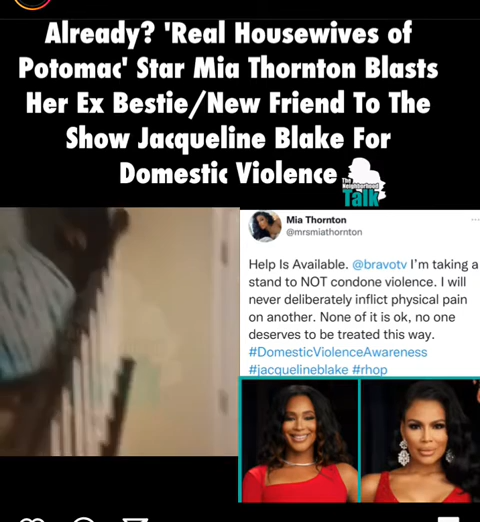 Already? 'Real Housewives of
Potomac' Star Mia Thornton Blasts
Her Ex Bestie/New Friend To The
Show Jacqueline Blake For
Domestic Violence
The
Neighborhood
Talk
Mia Thornton
@mrsmiathornton
Help Is Available. @bravotv I'm taking a
stand to NOT condone violence. I will
never deliberately inflict physical pain
on another. None of it is ok, no one
deserves to be treated this way.
#DomesticViolenceAwareness
#jacquelineblake #rhop